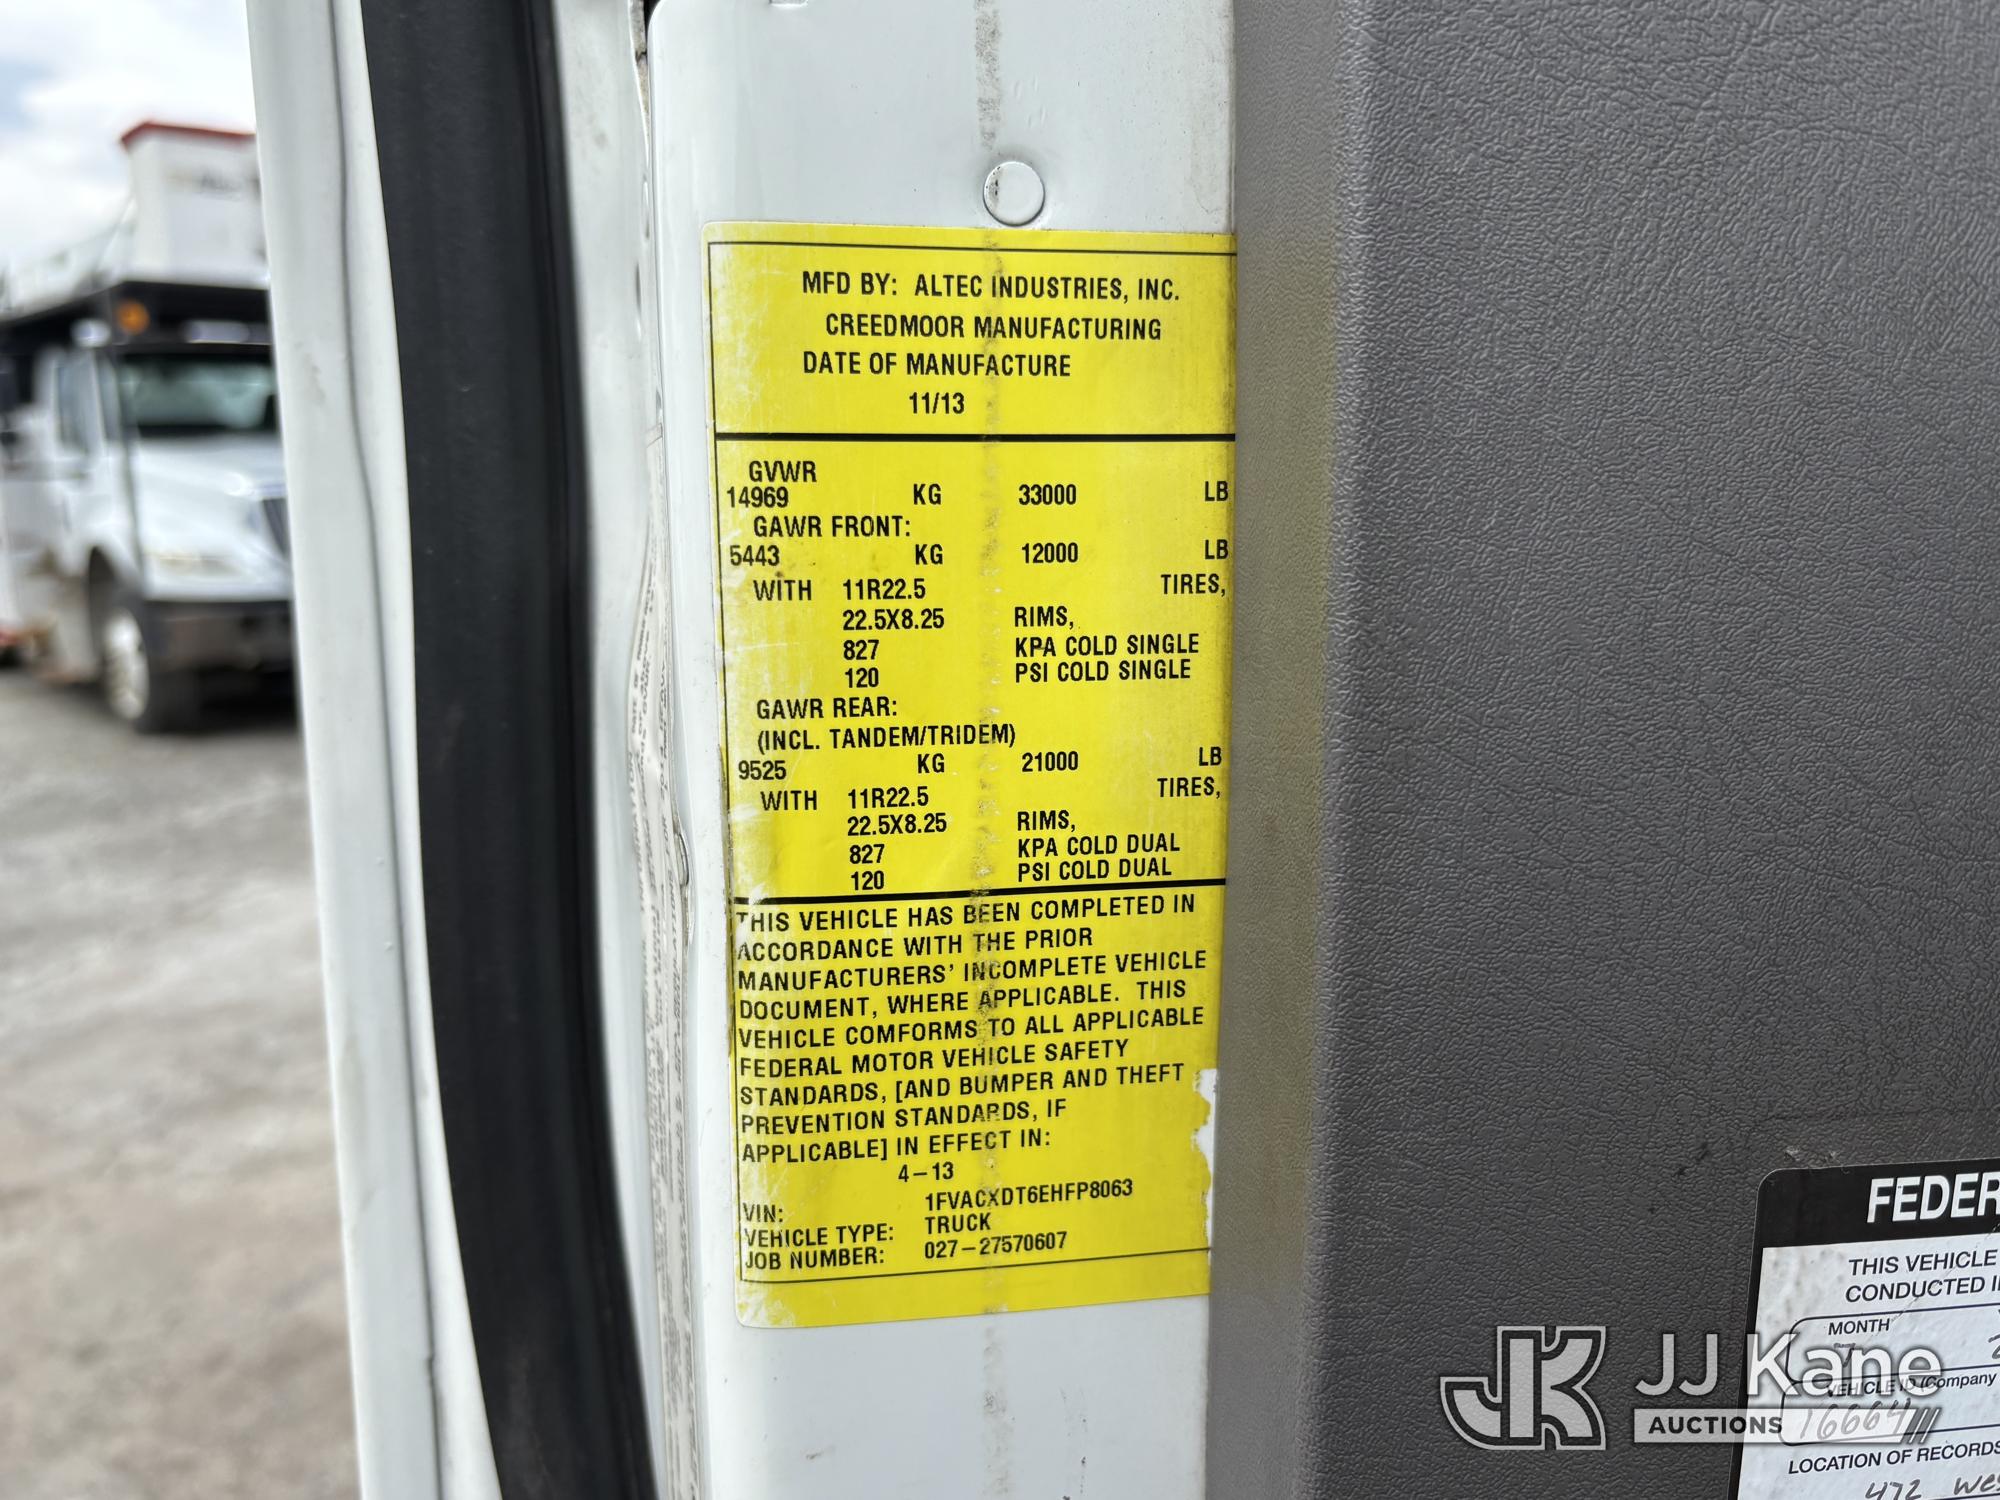 MFD BY: ALTEC INDUSTRIES, INC.
CREEDMOOR MANUFACTURING
DATE OF MANUFACTURE
11/13
GVWR
14969 KG 33000 LB
GAWR FRONT:
5443 KG 12000 LB
WITH 11R22.5 TIRES,
22.5X8.25 RIMS,
827 KPA COLD SINGLE
120 PSI COLD SINGLE
GAWR REAR:
(INCL. TANDEM/TRIDEM)
9525 KG 21000 LB
WITH 11R22.5 TIRES,
22.5X8.25 RIMS,
827 KPA COLD DUAL
120 PSI COLD DUAL
THIS VEHICLE HAS BEEN COMPLETED IN
ACCORDANCE WITH THE PRIOR
MANUFACTURERS' INCOMPLETE VEHICLE
DOCUMENT, WHERE APPLICABLE. THIS
VEHICLE COMFORMS TO ALL APPLICABLE
FEDERAL MOTOR VEHICLE SAFETY
STANDARDS, [AND BUMPER AND THEFT
PREVENTION STANDARDS, IF
APPLICABLE] IN EFFECT IN:
4-13
VIN: 1FVACXDT6EHFP8063
VEHICLE TYPE: TRUCK
JOB NUMBER: 027-27570607
FEDER
THIS VEHICLE
CONDUCTED I
MONTH
VEHICLE ID (Company
16664
LOCATION OF RECORDS
472 We
JK JJ Kane
AUCTIONS